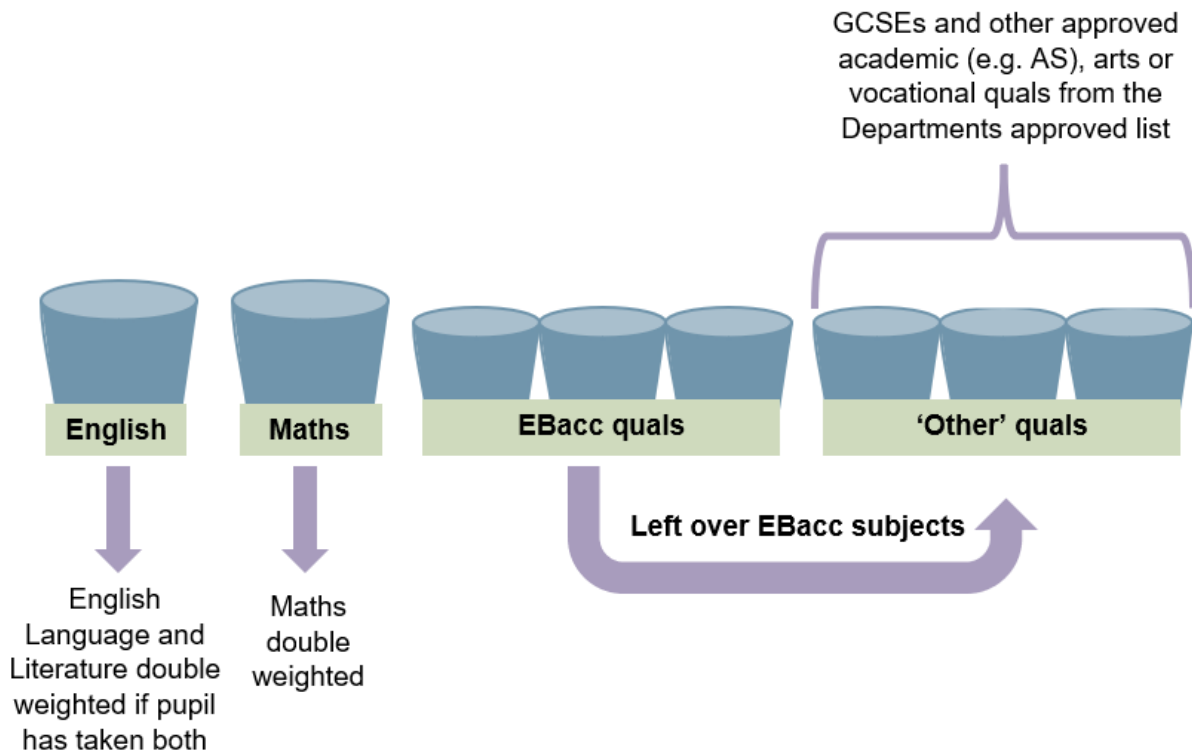 GCSEs and other approved
academic (e.g. AS), arts or
vocational quals from the
Departments approved list
English
Maths
EBacc quals
‘Other’ quals
Left over EBacc subjects
English
Language and
Literature double
weighted if pupil
has taken both
Maths
double
weighted